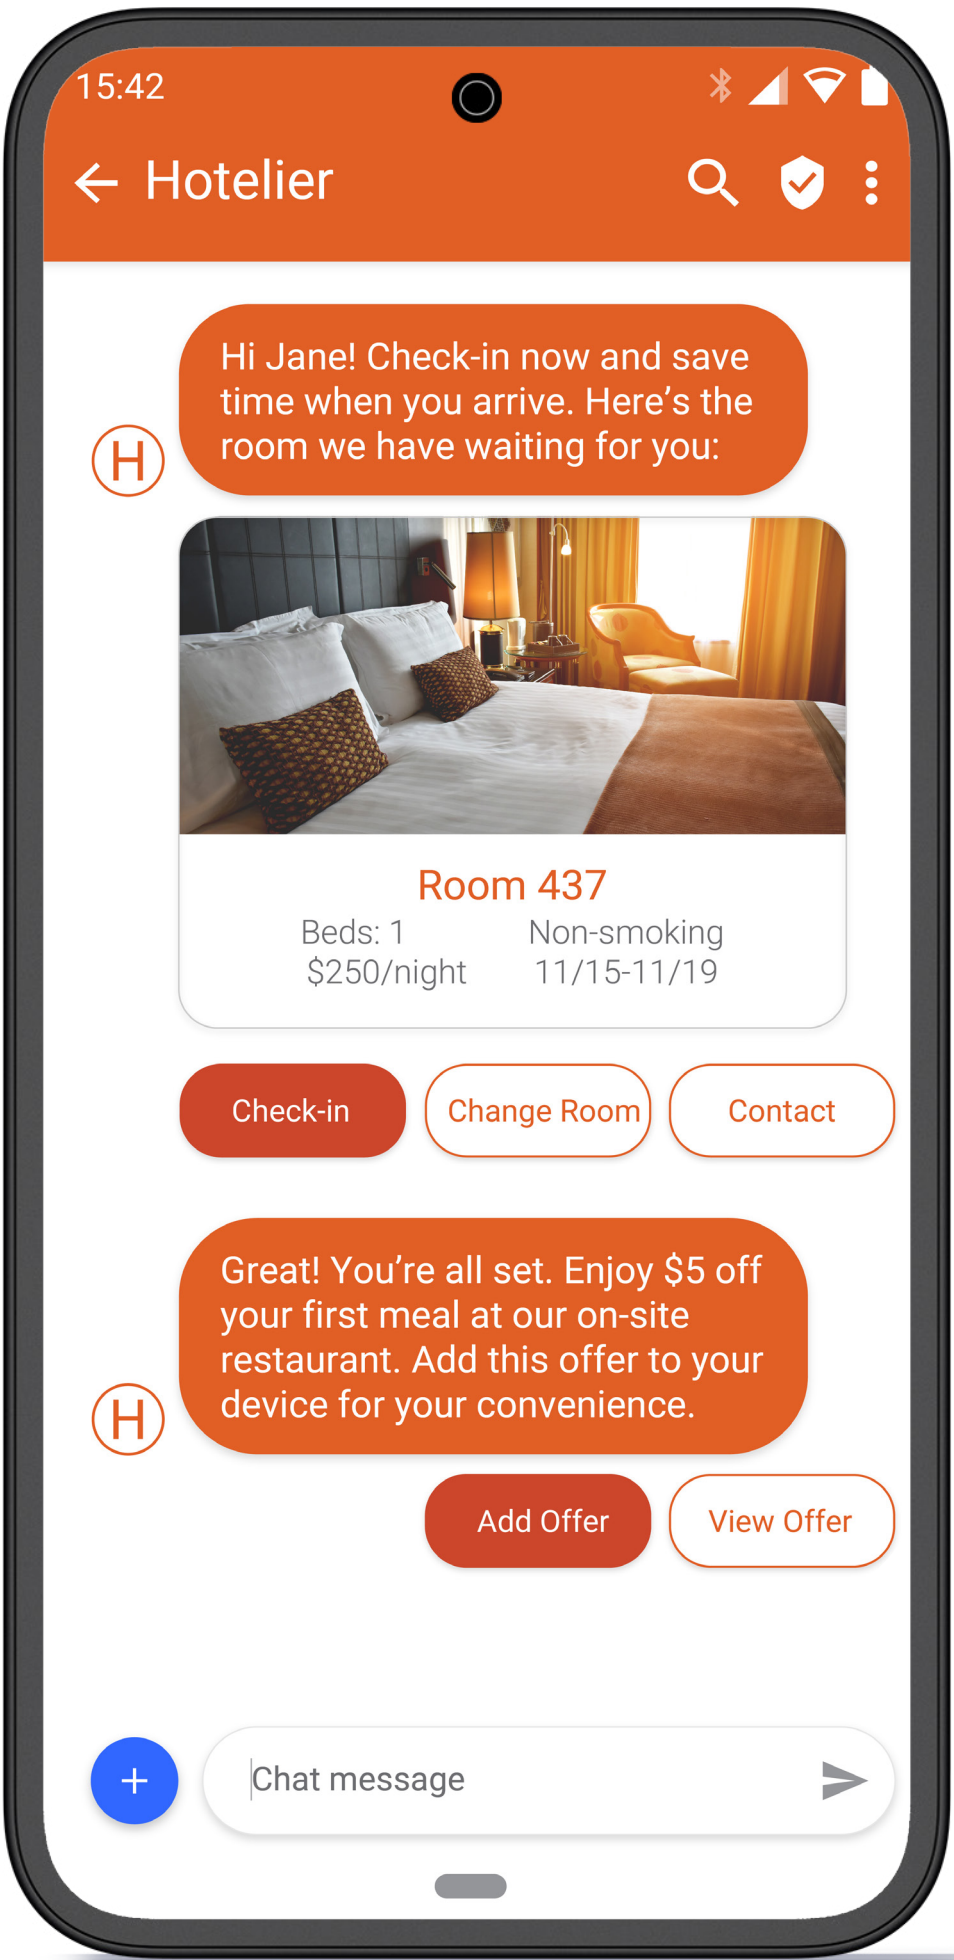 15:42
Hotelier
Hi Jane! Check-in now and save
time when you arrive. Here's the
room we have waiting for you:
H
Room 437
Beds: 1 Non-smoking
$250/night 11/15-11/19
Check-in Change Room Contact
Great! You're all set. Enjoy $5 off
your first meal at our on-site
restaurant. Add this offer to your
device for your convenience.
H
Add Offer View Offer
Chat message